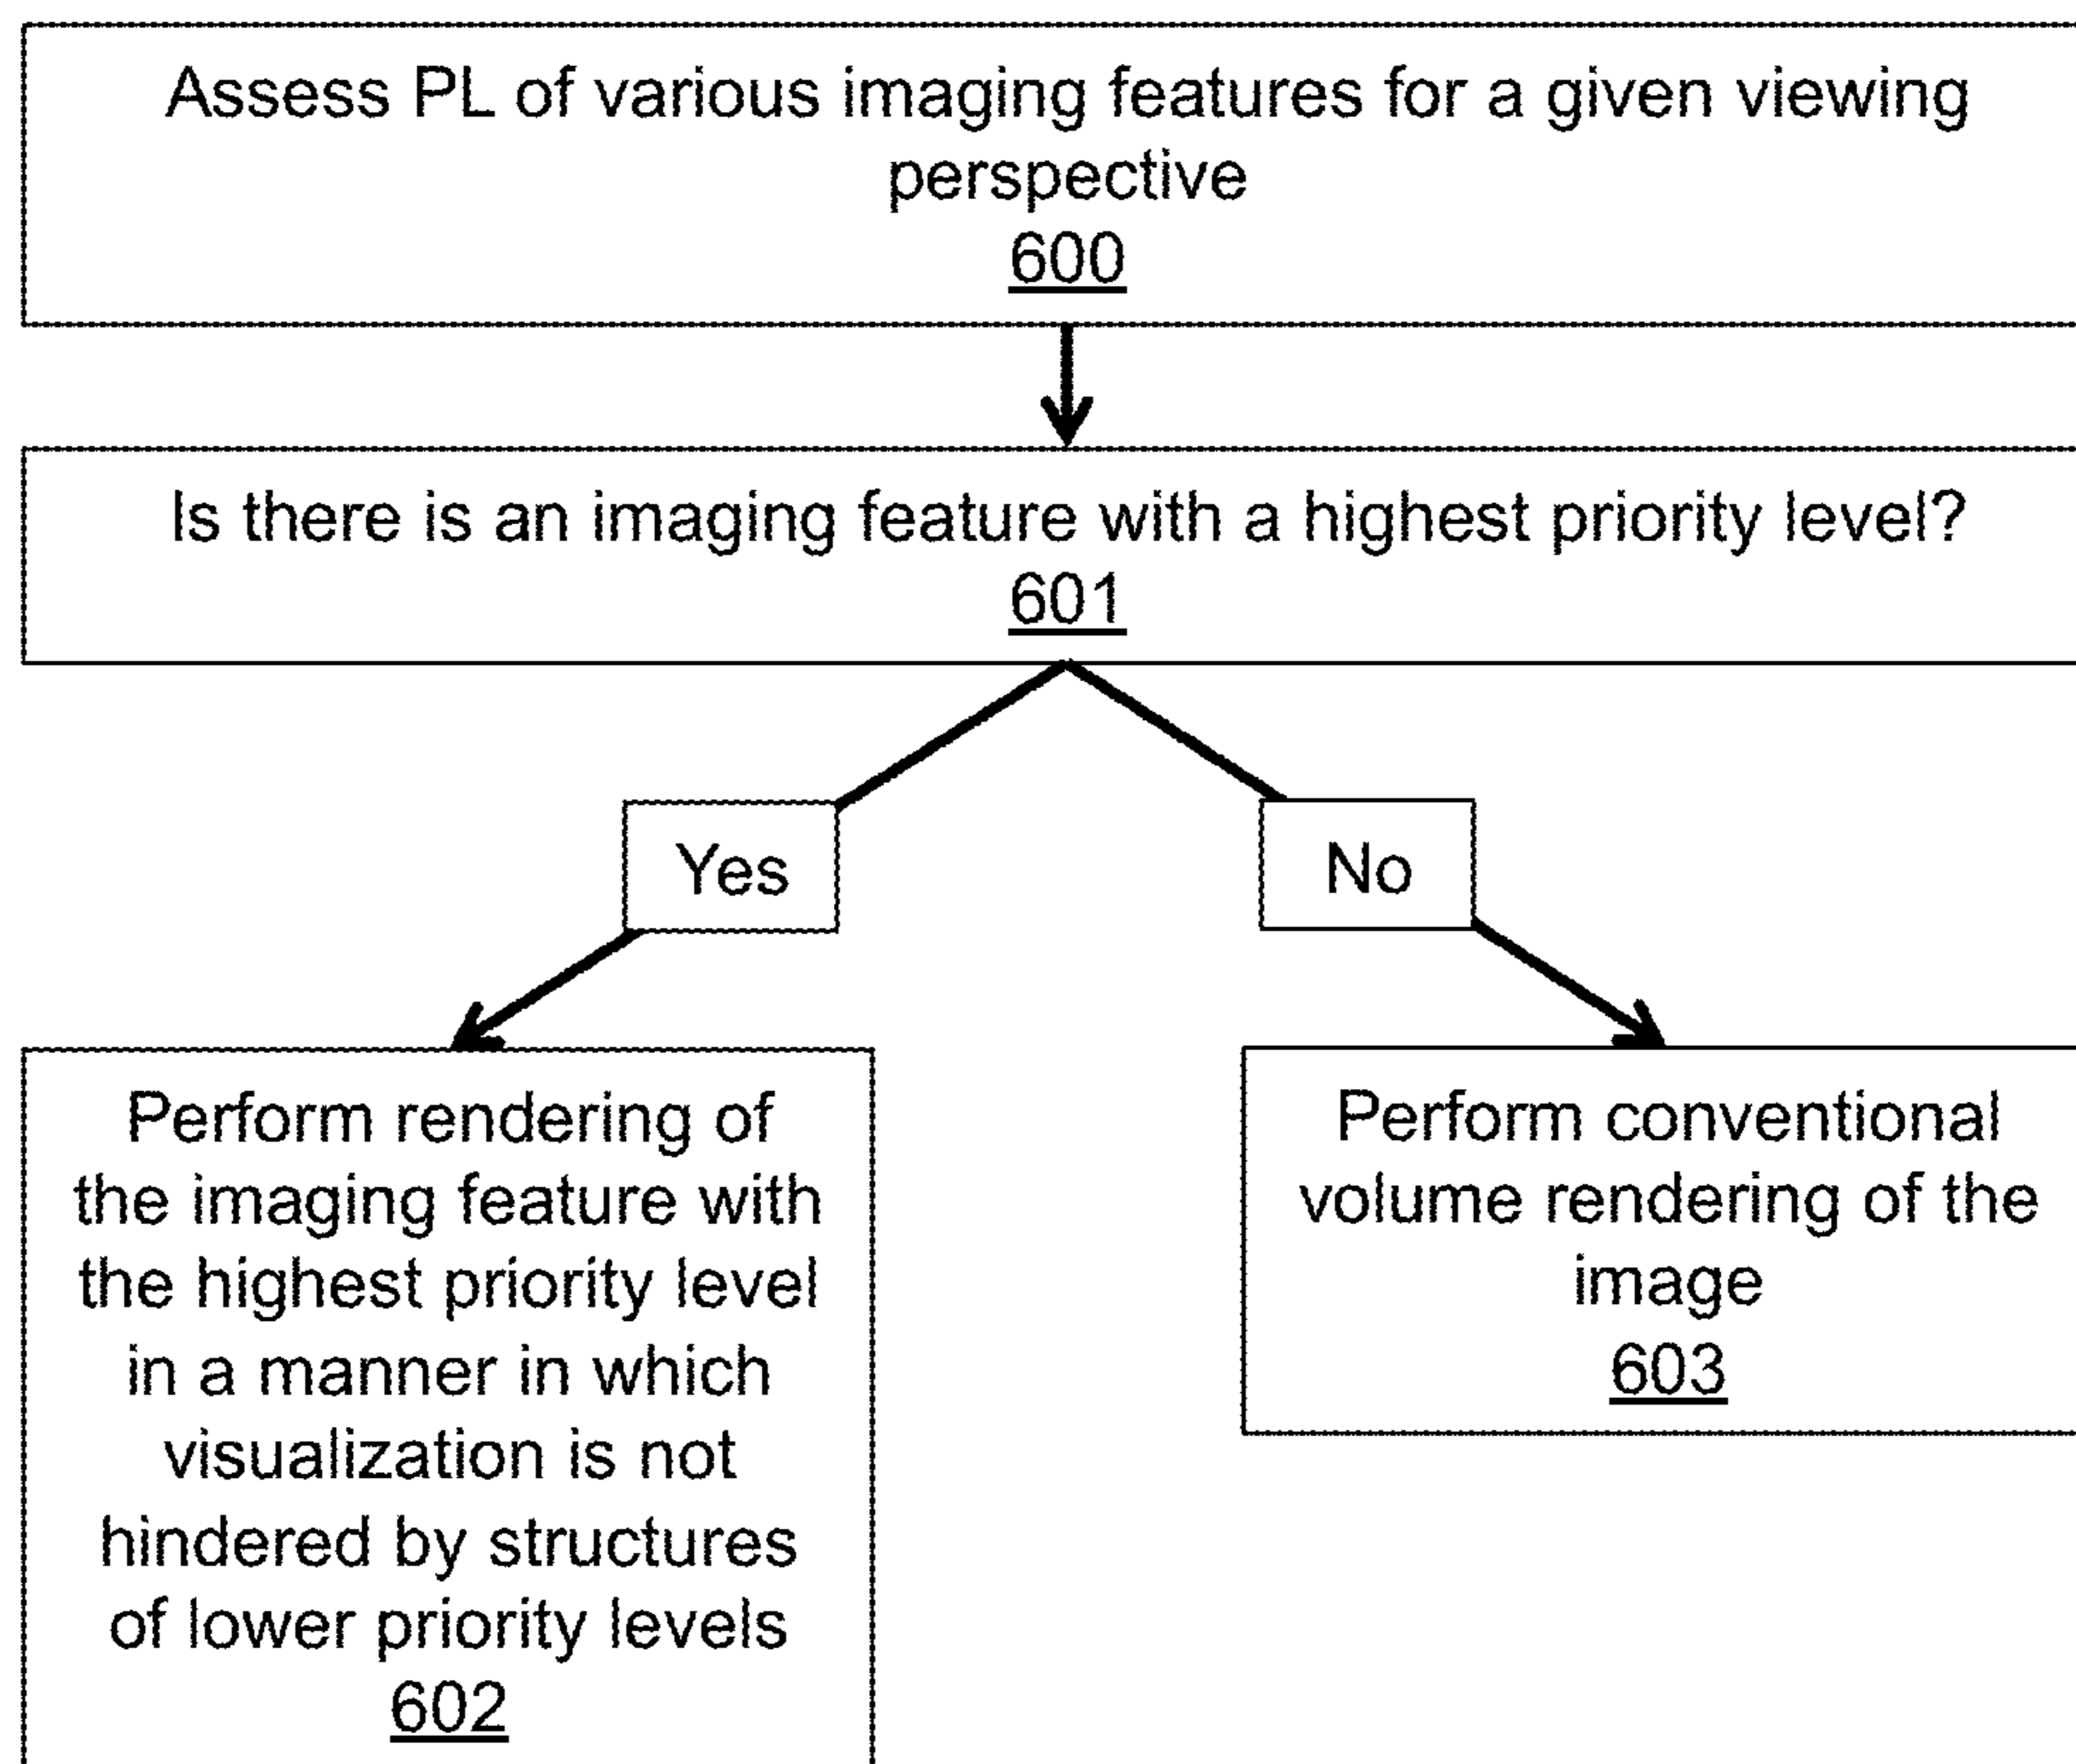 Assess PL of various imaging features for a given viewing
perspective
600
Is there is an imaging feature with a highest priority level?
601
Yes
No
Perform rendering of
the imaging feature with
the highest priority level
in a manner in which
visualization is not
hindered by structures
of lower priority levels
602
Perform conventional
volume rendering of the
image
603